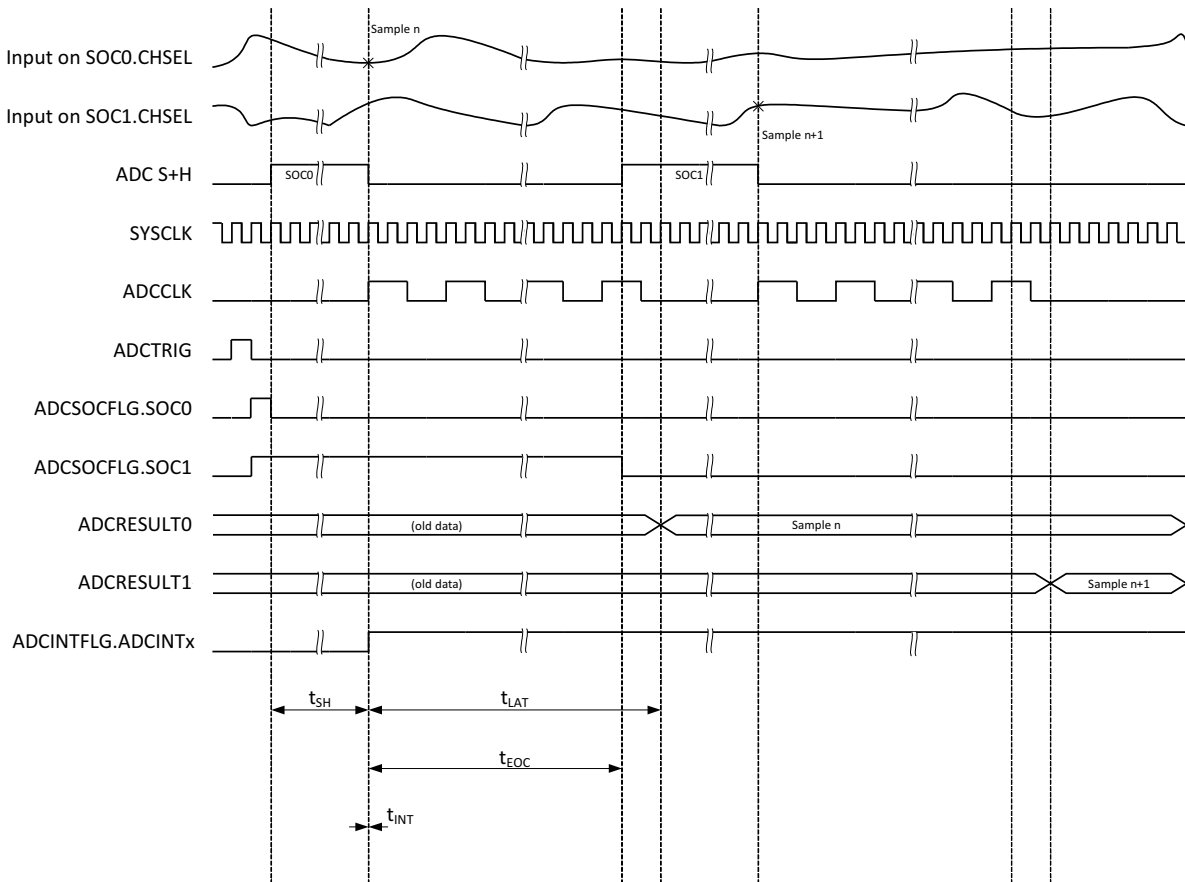 Sample n
Input on SOC0.CHSEL
Input on SOC1.CHSEL
Sample n+1
ADC S+H
SOC0
SOC1
SYSCLK
ADCCLK
ADCTRIG
ADCSOCFLG.SOC0
ADCSOCFLG.SOC1
ADCRESULT0
(old data)
Sample n
ADCRESULT1
(old data)
Sample n+1
ADCINTFLG.ADCINTx
tSH
tLAT
tEOC
tINT